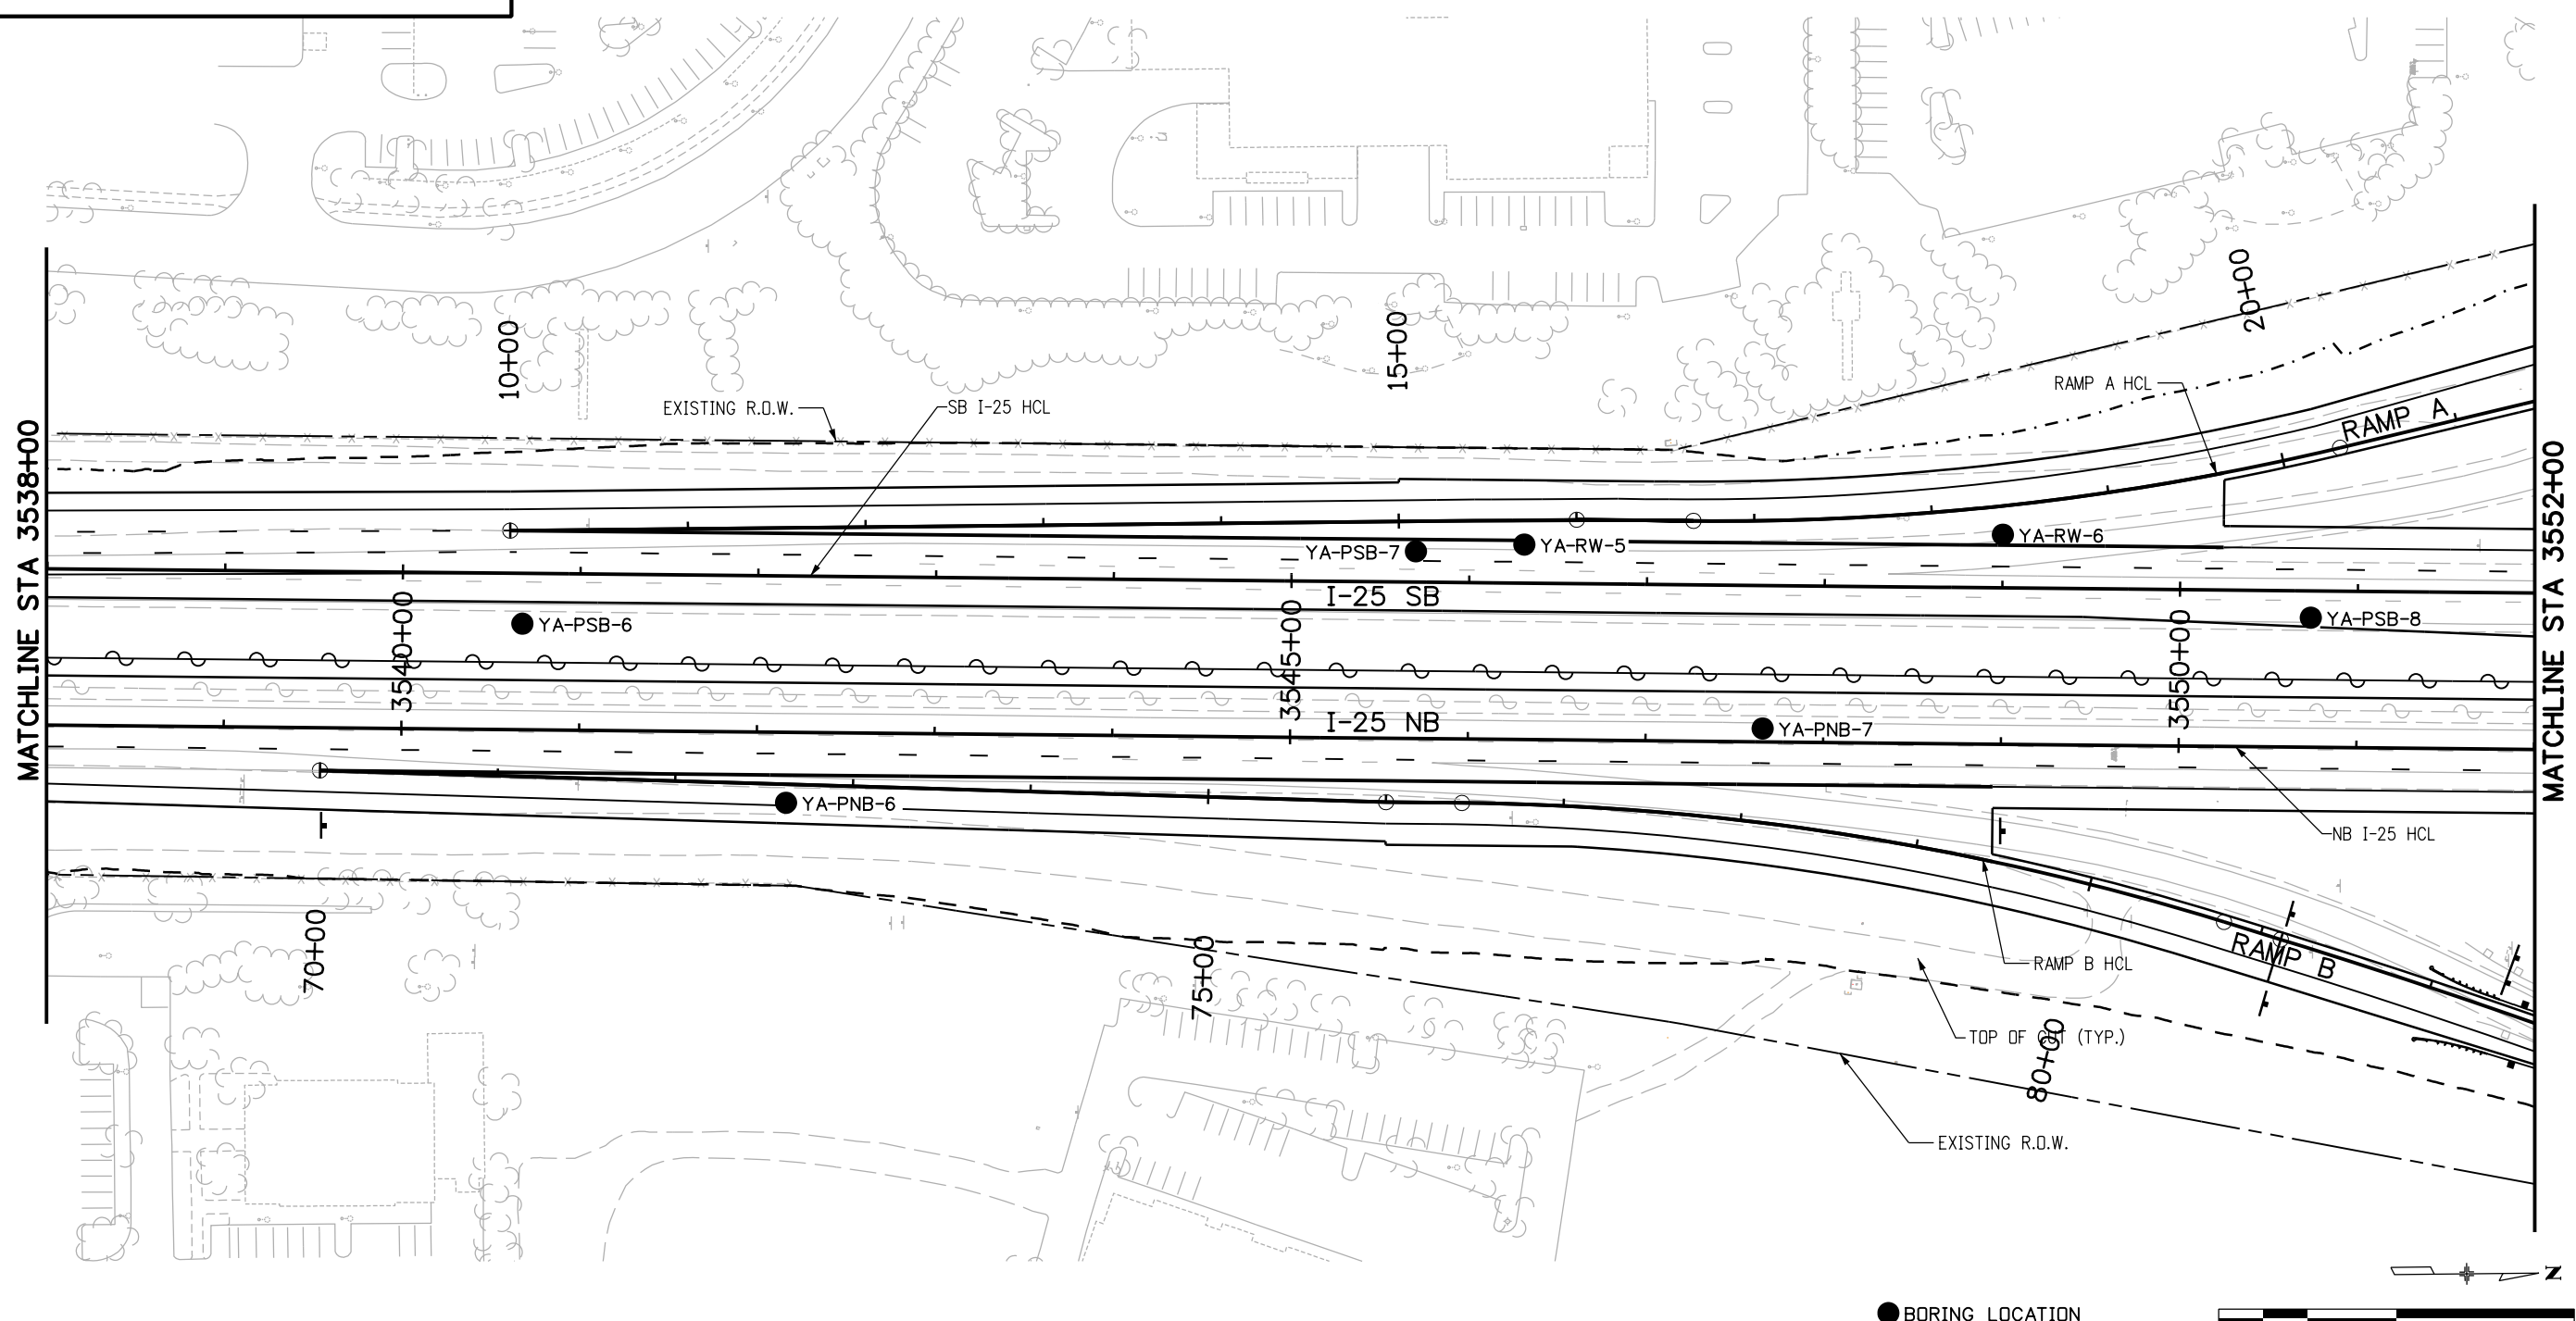 20+00
10+00
15+00
RAMP A HCL
EXISTING R.O.W.
SB I-25 HCL
RAMP A
MATCHLINE STA 3538+00
MATCHLINE STA 3552+00
YA-PSB-7
YA-RW-5
YA-RW-6
I-25 SB
YA-PSB-6
YA-PSB-8
3540+00
3545+00
3550+00
I-25 NB
YA-PNB-7
YA-PNB-6
NB I-25 HCL
70+00
75+00
RAMP B
RAMP B HCL
TOP OF CUT (TYP.)
80+00
EXISTING R.O.W.
N
BORING LOCATION